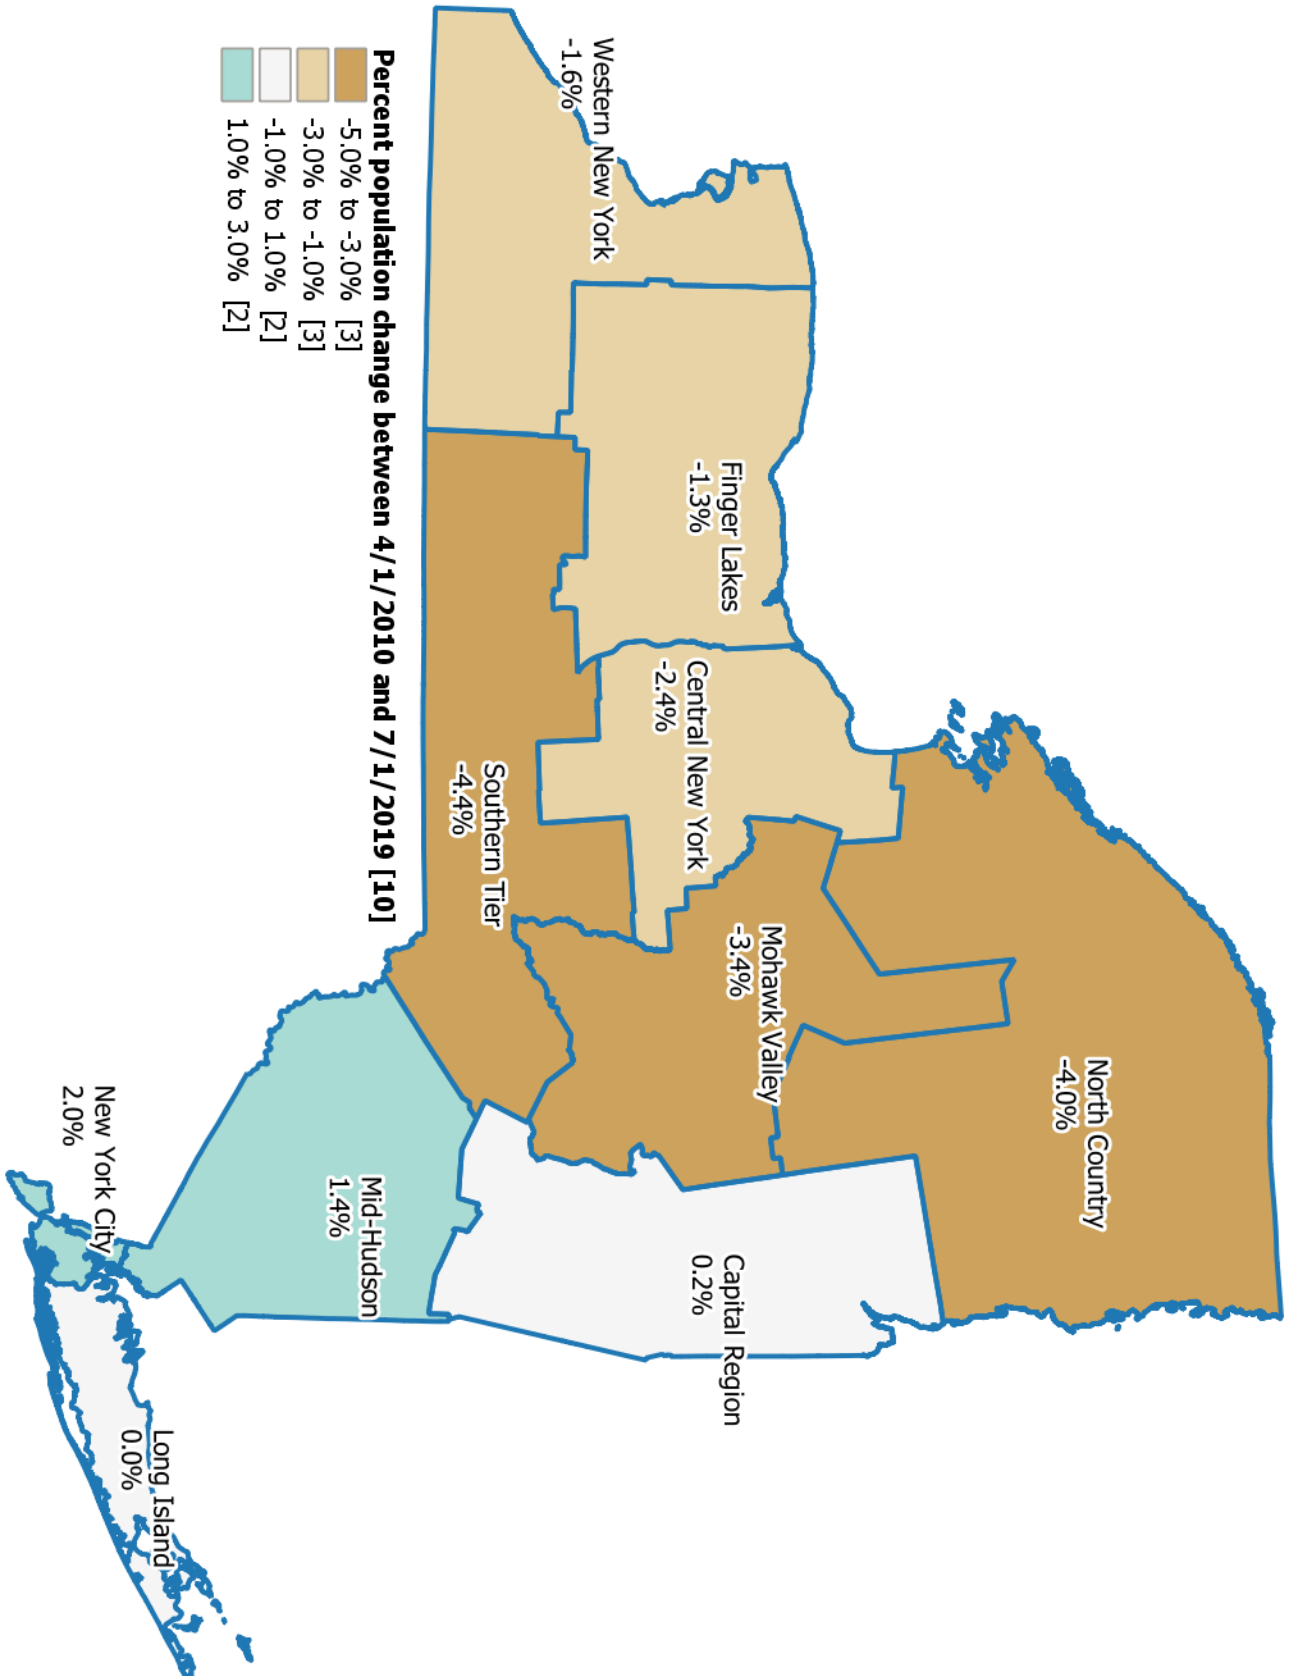 North Country
-4.0%
Mohawk Valley
-3.4%
Finger Lakes
-1.3%
Capital Region
0.2%
Central New York
-2.4%
Western New York
-1.6%
Southern Tier
-4.4%
Percent population change between 4/1/2010 and 7/1/2019 [10]
-5.0% to -3.0% [3]
-3.0% to -1.0% [3]
-1.0% to 1.0% [2]
1.0% to 3.0% [2]
Mid-Hudson
1.4%
Long Island
0.0%
New York City
2.0%